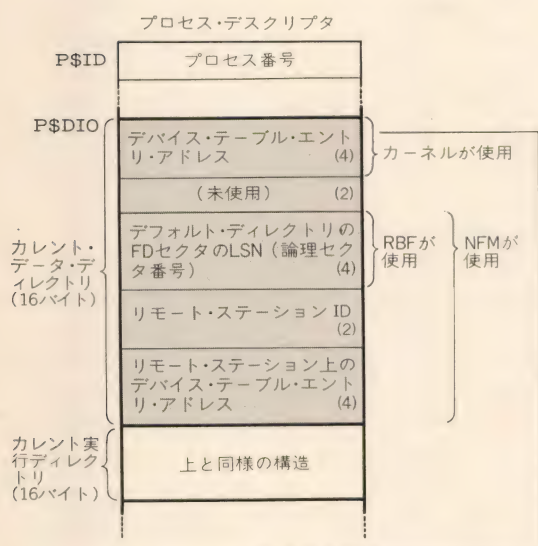 プロセス・デスクリプタ
P$ID
プロセス番号
P$DIO
デバイス・テーブル・エント
リ・アドレス (4)
カーネルが使用
(未使用) (2)
デフォルト・ディレクトリの
FDセクタのLSN(論理セク
タ番号) (4)
RBFが
使用
NFMが
使用
カレント・
データ・デ
ィレクトリ
(16バイト)
リモート・ステーションID
(2)
リモート・ステーション上の
デバイス・テーブル・エント
リ・アドレス (4)
カレント実
行ディレク
トリ
(16バイト)
上と同様の構造